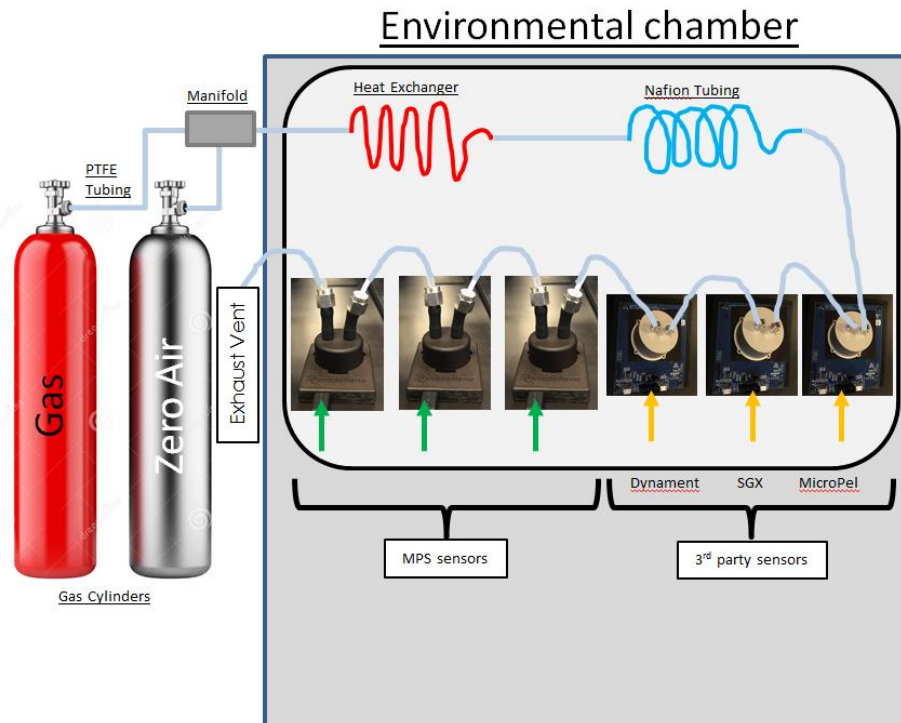 Environmental chamber
Heat Exchanger
Nafion Tubing
Manifold
PTFE
Tubing
Gas
Zero Air
Exhaust Vent
Dynament
SGX
MicroPel
MPS sensors
3rd party sensors
Gas Cylinders